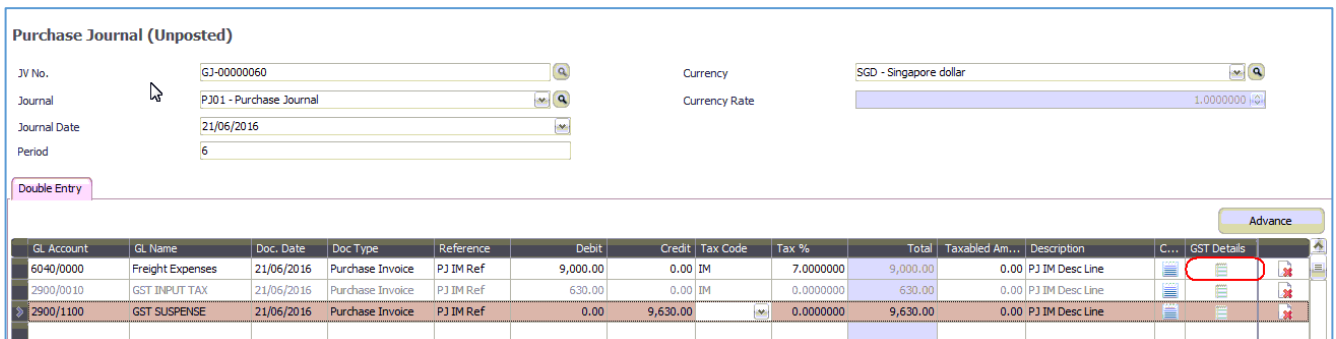 Purchase Journal (Unposted)
JV No. GJ-00000060 Currency SGD - Singapore dollar
Journal PJ01 - Purchase Journal Currency Rate 1.0000000
Journal Date 21/06/2016
Period 6
Double Entry
Advance
GL Account GL Name Doc. Date Doc Type Reference Debit Credit Tax Code Tax % Total Taxabled Am... Description C... GST Details
6040/0000 Freight Expenses 21/06/2016 Purchase Invoice PJ IM Ref 9,000.00 0.00 IM 7.0000000 9,000.00 0.00 PJ IM Desc Line
2900/0010 GST INPUT TAX 21/06/2016 Purchase Invoice PJ IM Ref 630.00 0.00 IM 0.0000000 630.00 0.00 PJ IM Desc Line
2900/1100 GST SUSPENSE 21/06/2016 Purchase Invoice PJ IM Ref 0.00 9,630.00 0.0000000 9,630.00 0.00 PJ IM Desc Line